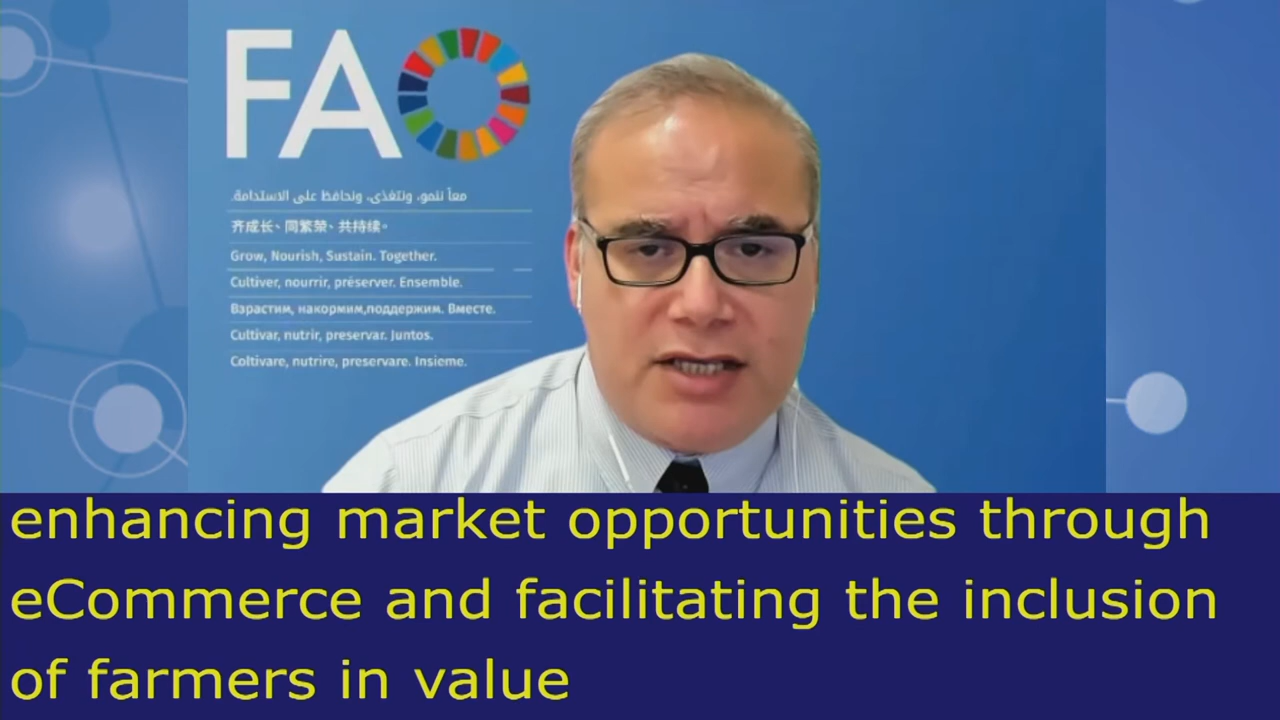 FAO
معاً ننمو، ونتغذى، ونحافظ على الاستدامة.
齐成长、同繁荣、共持续。
Grow, Nourish, Sustain. Together.
Cultiver, nourrir, préserver. Ensemble.
Взрастим, накормим,поддержим. Вместе.
Cultivar, nutrir, preservar. Juntos.
Coltivare, nutrire, preservare. Insieme.
enhancing market opportunities through
eCommerce and facilitating the inclusion
of farmers in value